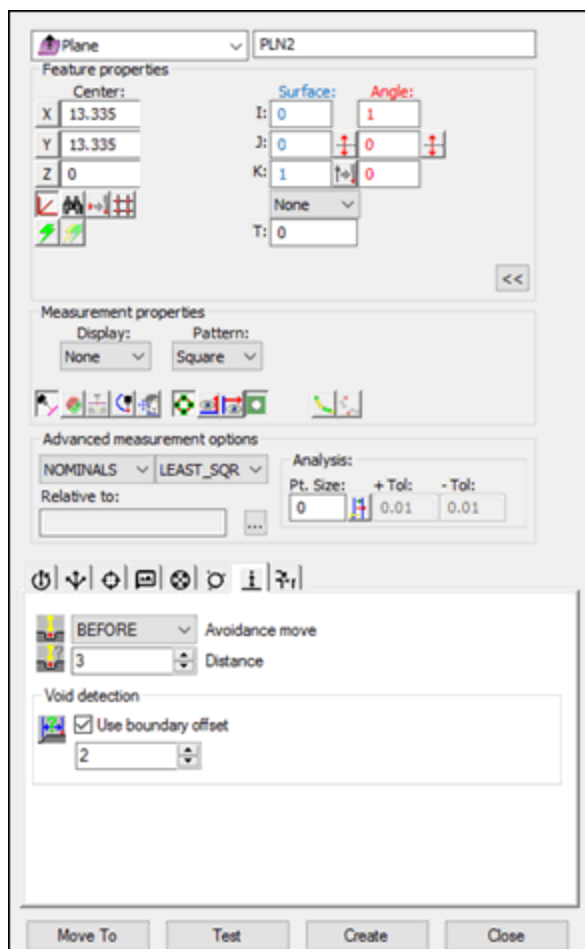 Plane PLN2
Feature properties
Center: Surface: Angle:
X 13.335 I: 0 1
Y 13.335 J: 0 0
Z 0 K: 1 0
None
T: 0
<<
Measurement properties
Display: Pattern:
None Square
Advanced measurement options
NOMINALS LEAST_SQR Analysis:
Pt. Size: + Tol: - Tol:
Relative to: 0 0.01 0.01
...
BEFORE Avoidance move
3 Distance
Void detection
Use boundary offset
2
Move To Test Create Close